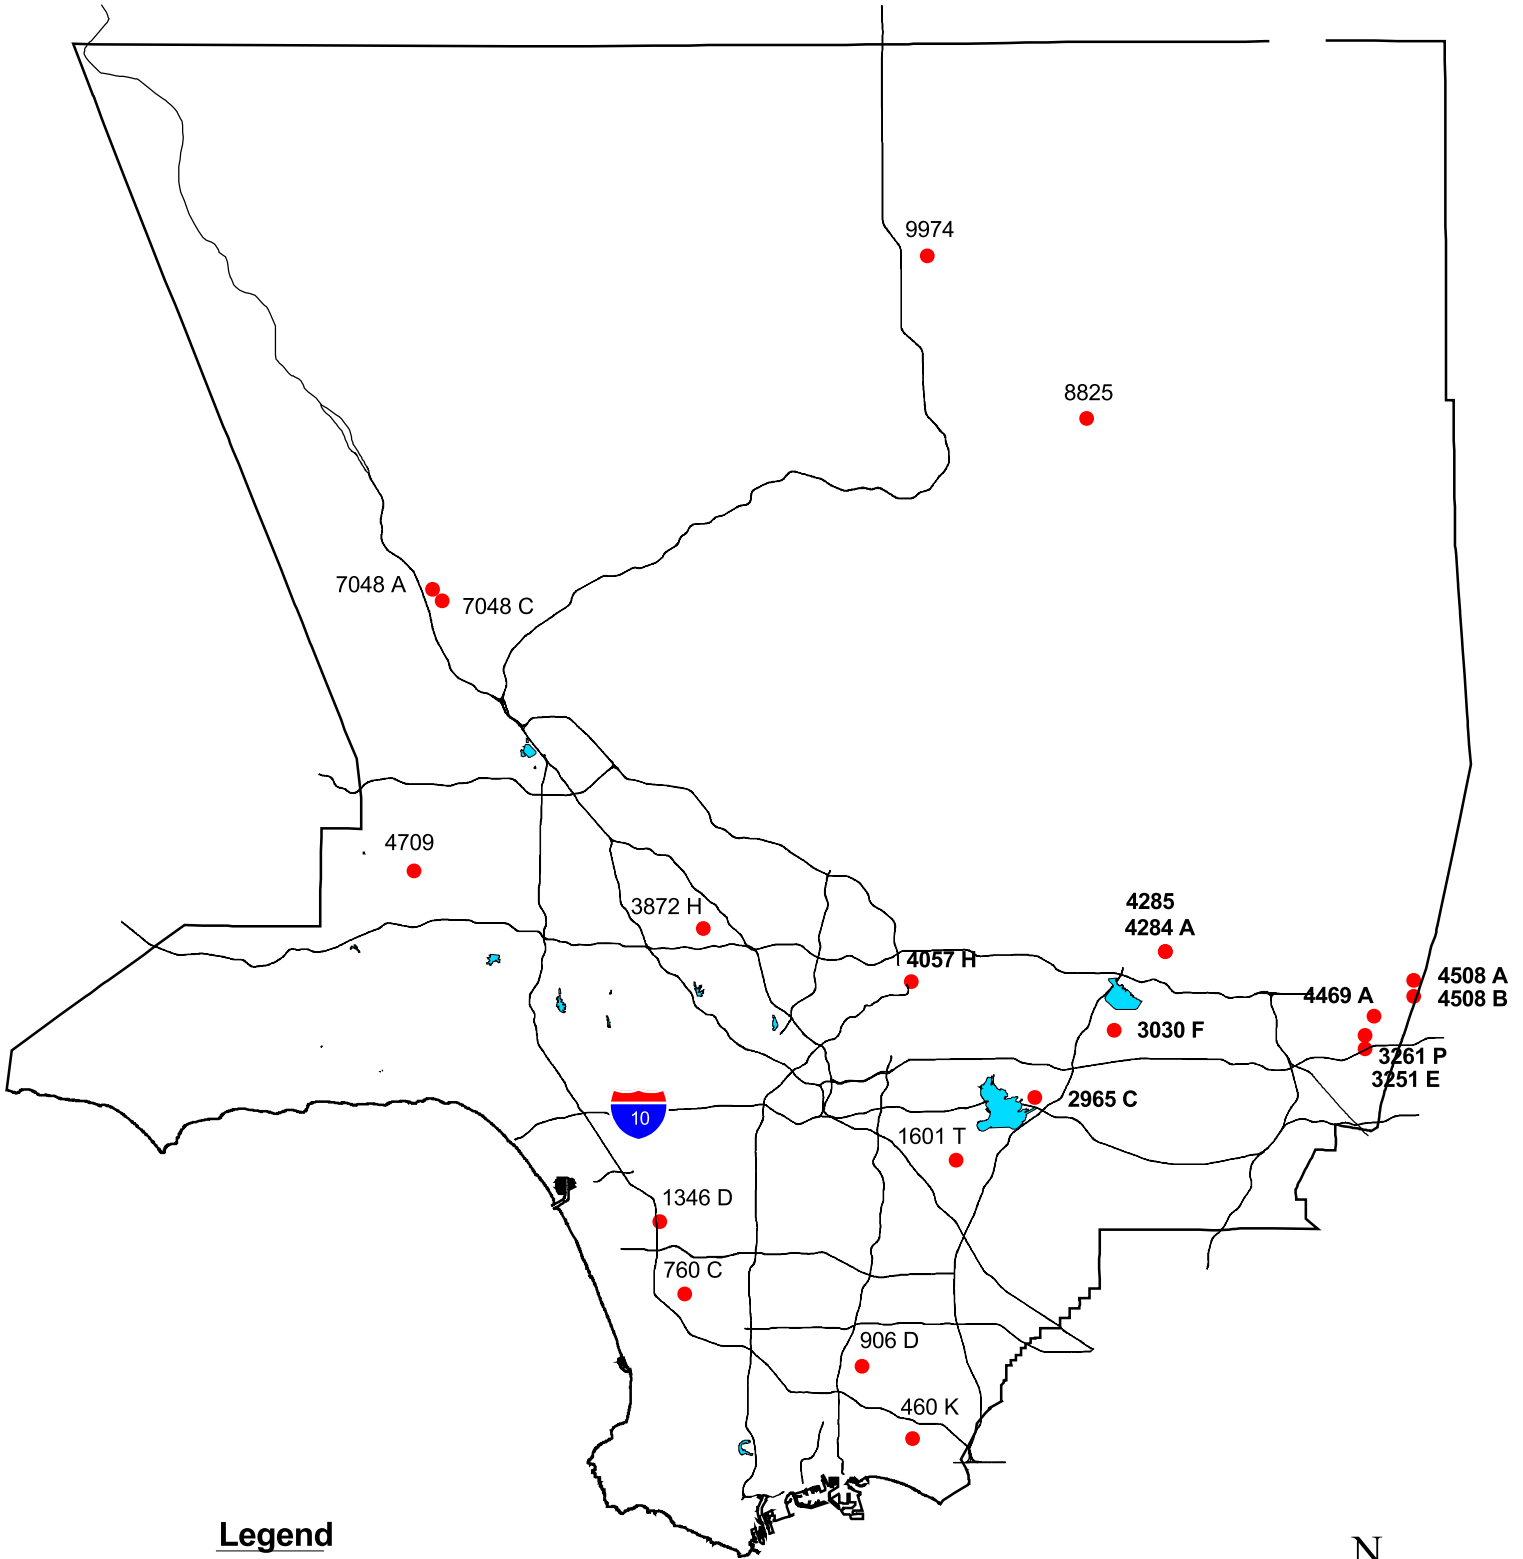 9974
8825
7048 A
7048 C
4709
3872 H
4285
4284 A
4057 H
4508 A
4469 A
4508 B
3030 F
3261 P
3251 E
2965 C
10
1601 T
1346 D
760 C
906 D
460 K
Legend
N